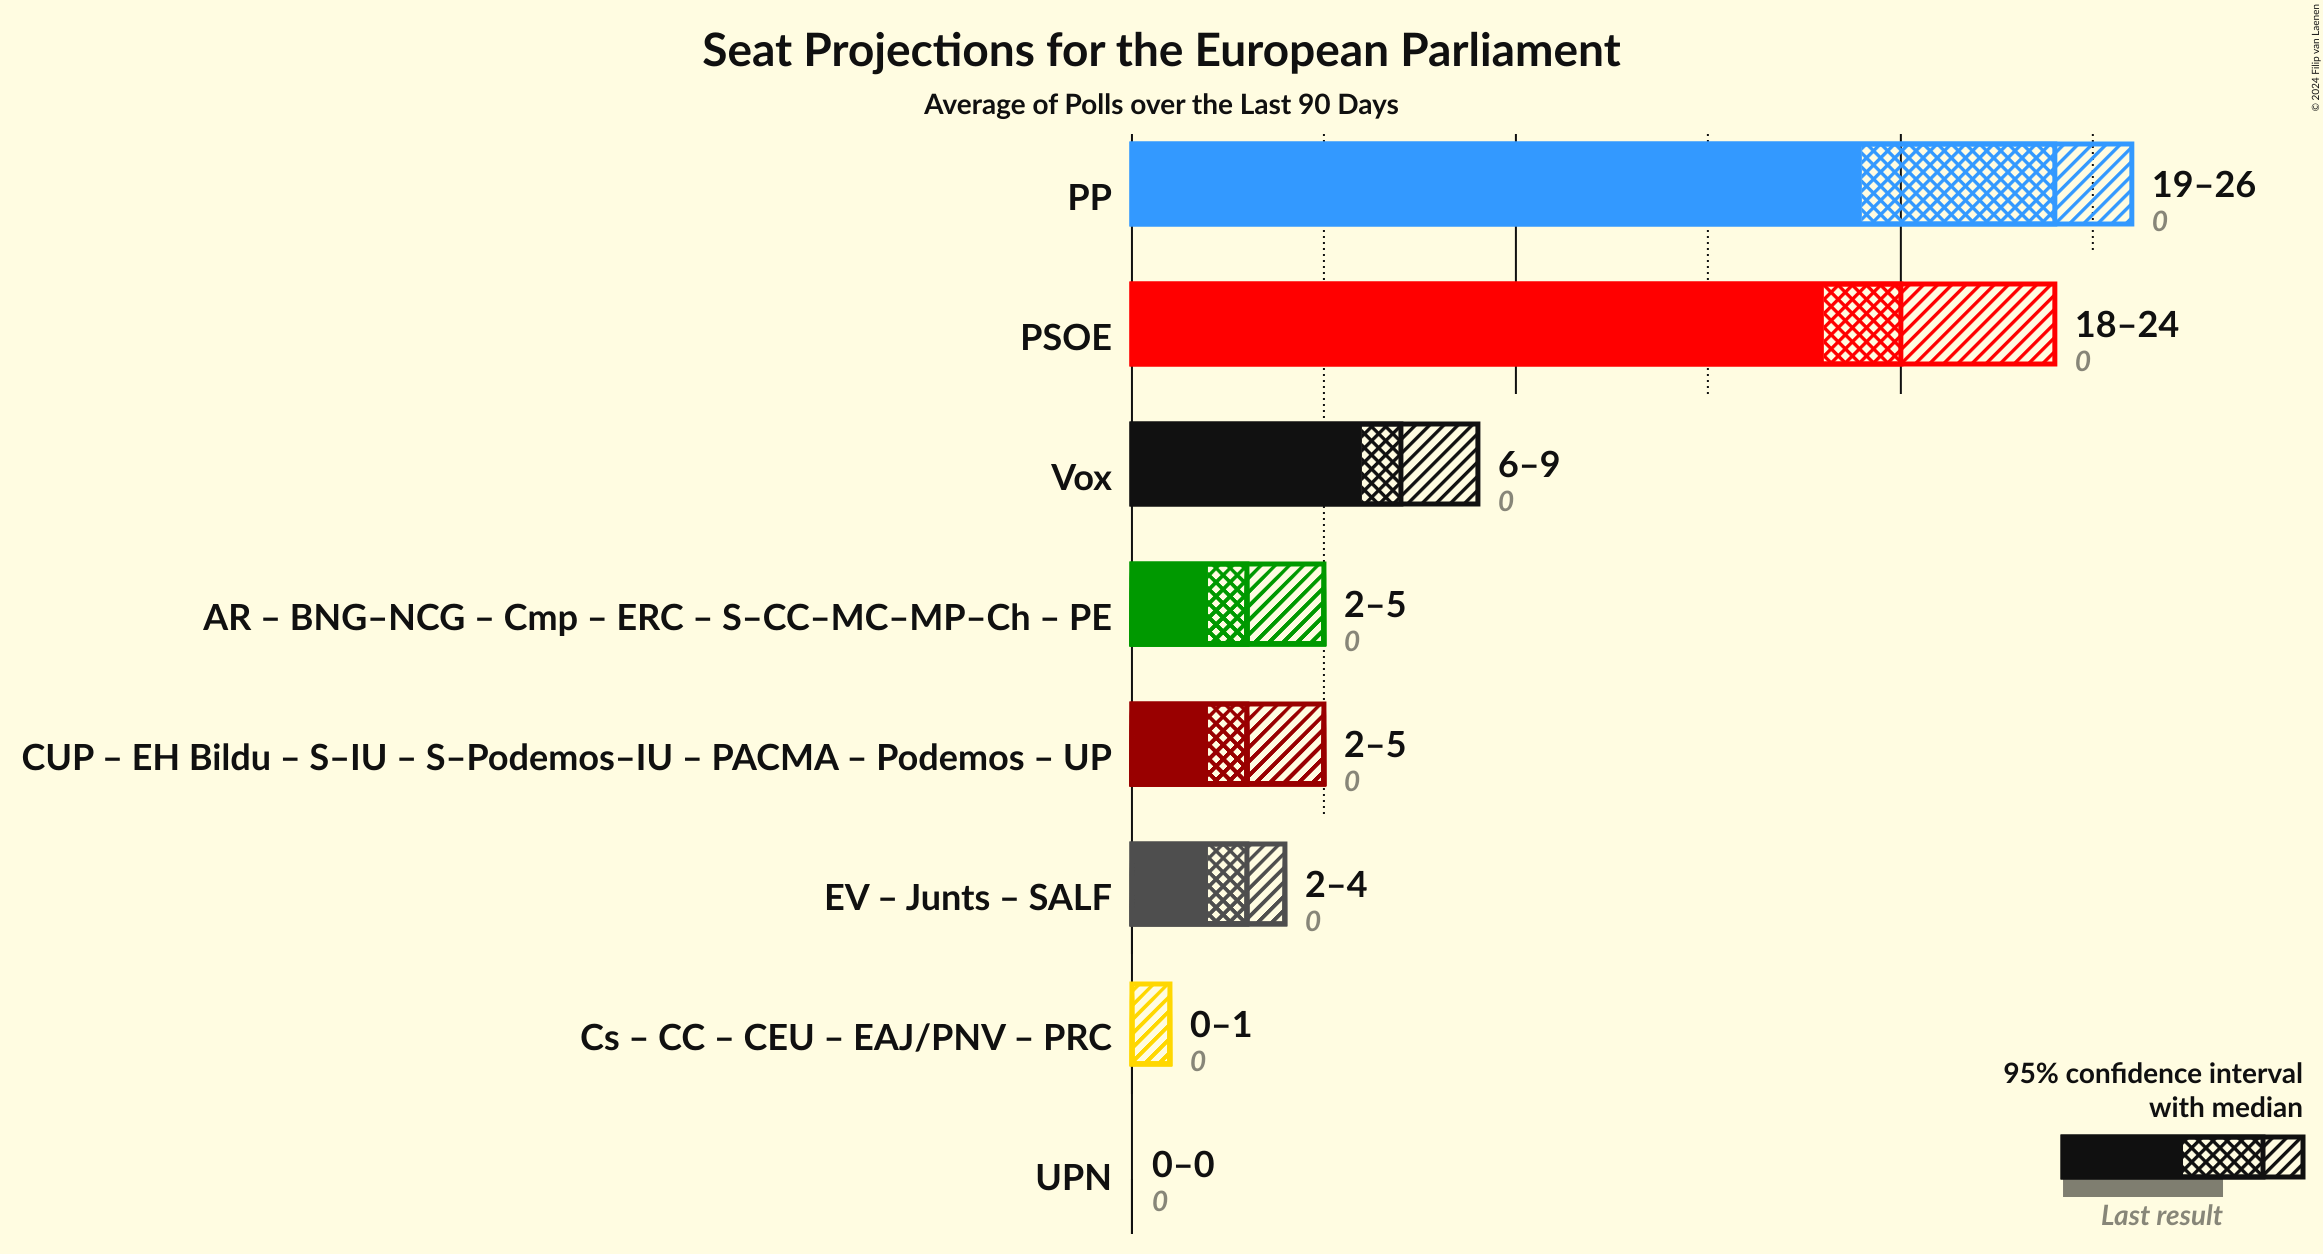 Seat Projections for the European Parliament
Average of Polls over the Last 90 Days
© 2024 Filip van Laenen
PP
19–26
0
PSOE
18–24
0
Vox
6–9
0
AR – BNG–NCG – Cmp – ERC – S–CC–MC–MP–Ch – PE
2–5
0
CUP – EH Bildu – S–IU – S–Podemos–IU – PACMA – Podemos – UP
2–5
0
EV – Junts – SALF
2–4
0
Cs – CC – CEU – EAJ/PNV – PRC
0–1
0
UPN
0–0
0
95% confidence interval
with median
Last result